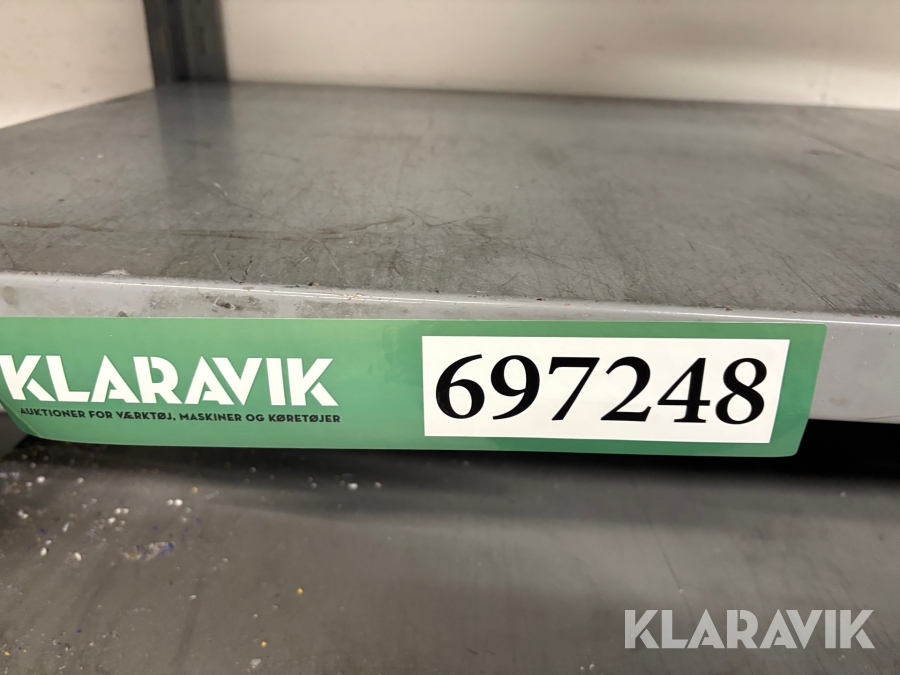 KLARAVIK
AUKTIONER FOR VÆRKTØJ, MASKINER OG KØRETØJER
697248
KLARAVIK